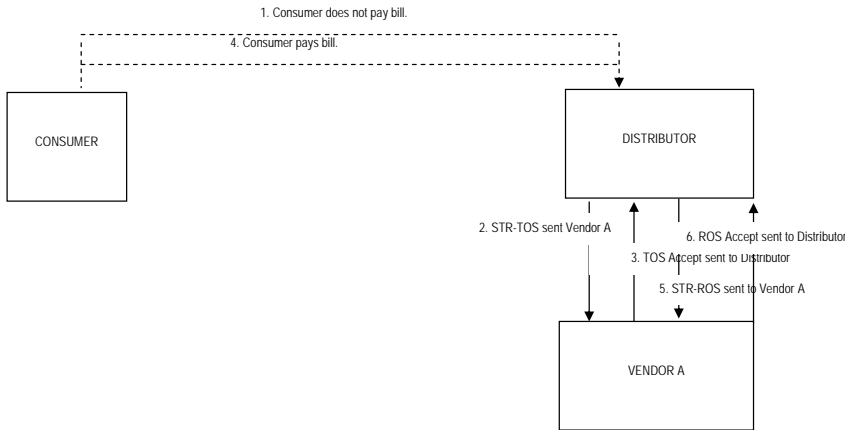 1. Consumer does not pay bill.
4. Consumer pays bill.
CONSUMER
DISTRIBUTOR
2. STR-TOS sent Vendor A
6. ROS Accept sent to Distributor
3. TOS Accept sent to Distributor
5. STR-ROS sent to Vendor A
VENDOR A